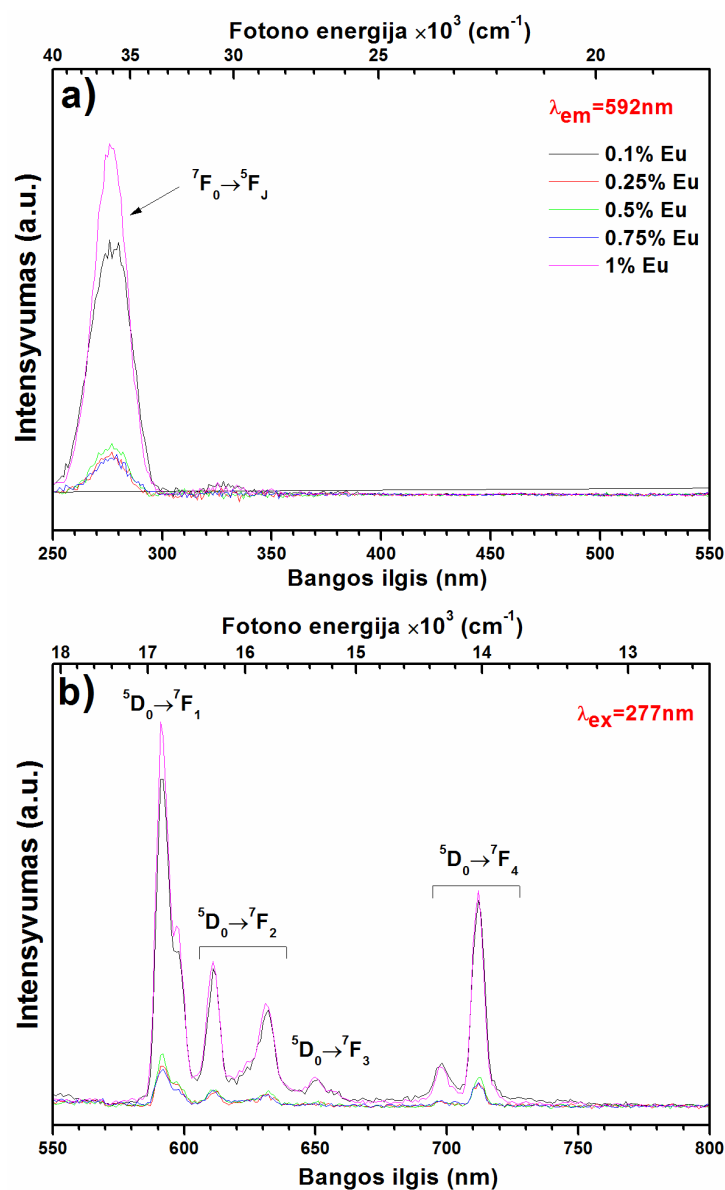 Fotono energija ×10³ (cm⁻¹)
40 35 30 25 20
a)
λem=592nm
⁷F₀→⁵FJ
0.1% Eu
0.25% Eu
0.5% Eu
0.75% Eu
1% Eu
Intensyvumas (a.u.)
250 300 350 400 450 500 550
Bangos ilgis (nm)
Fotono energija ×10³ (cm⁻¹)
18 17 16 15 14 13
b)
⁵D₀→⁷F₁
λex=277nm
⁵D₀→⁷F₄
⁵D₀→⁷F₂
⁵D₀→⁷F₃
Intensyvumas (a.u.)
550 600 650 700 750 800
Bangos ilgis (nm)